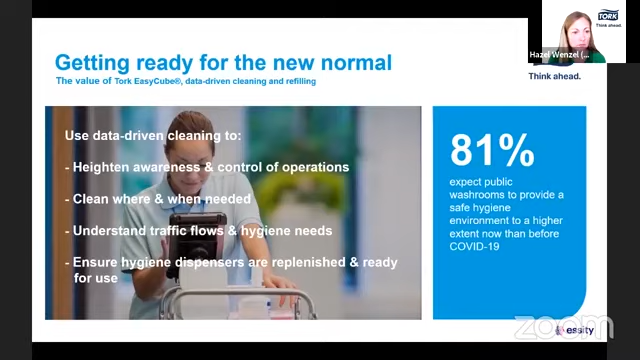 Getting ready for the new normal
The value of Tork EasyCube®, data-driven cleaning and refilling
Use data-driven cleaning to:
- Heighten awareness & control of operations
- Clean where & when needed
- Understand traffic flows & hygiene needs
- Ensure hygiene dispensers are replenished & ready
for use
81%
expect public
washrooms to provide a
safe hygiene
environment to a higher
extent now than before
COVID-19
Hazel Wenzel (...
TORK
Think ahead.
Think ahead.
essity
zoom